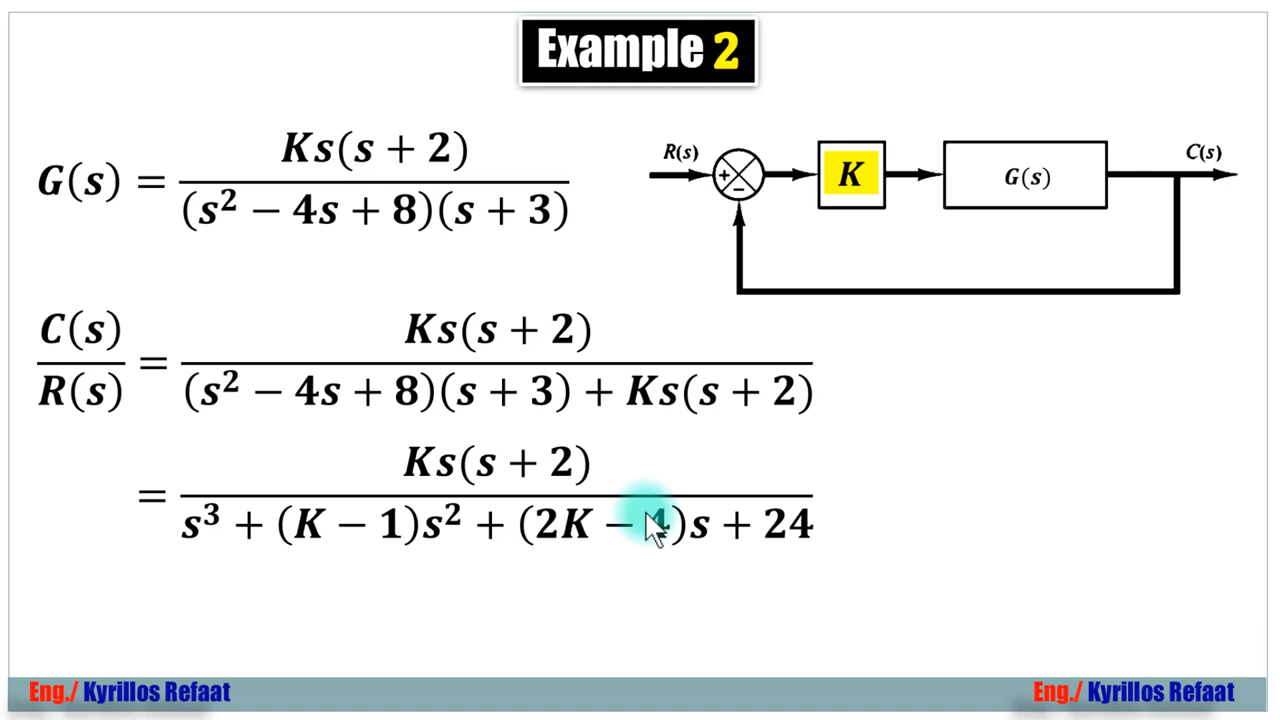 Example 2
G(s) = Ks(s + 2) / (s² − 4s + 8)(s + 3)
R(s)
+
−
K
G(s)
C(s)
C(s) / R(s) = Ks(s + 2) / (s² − 4s + 8)(s + 3) + Ks(s + 2)
= Ks(s + 2) / s³ + (K − 1)s² + (2K − 4)s + 24
Eng./ Kyrillos Refaat
Eng./ Kyrillos Refaat